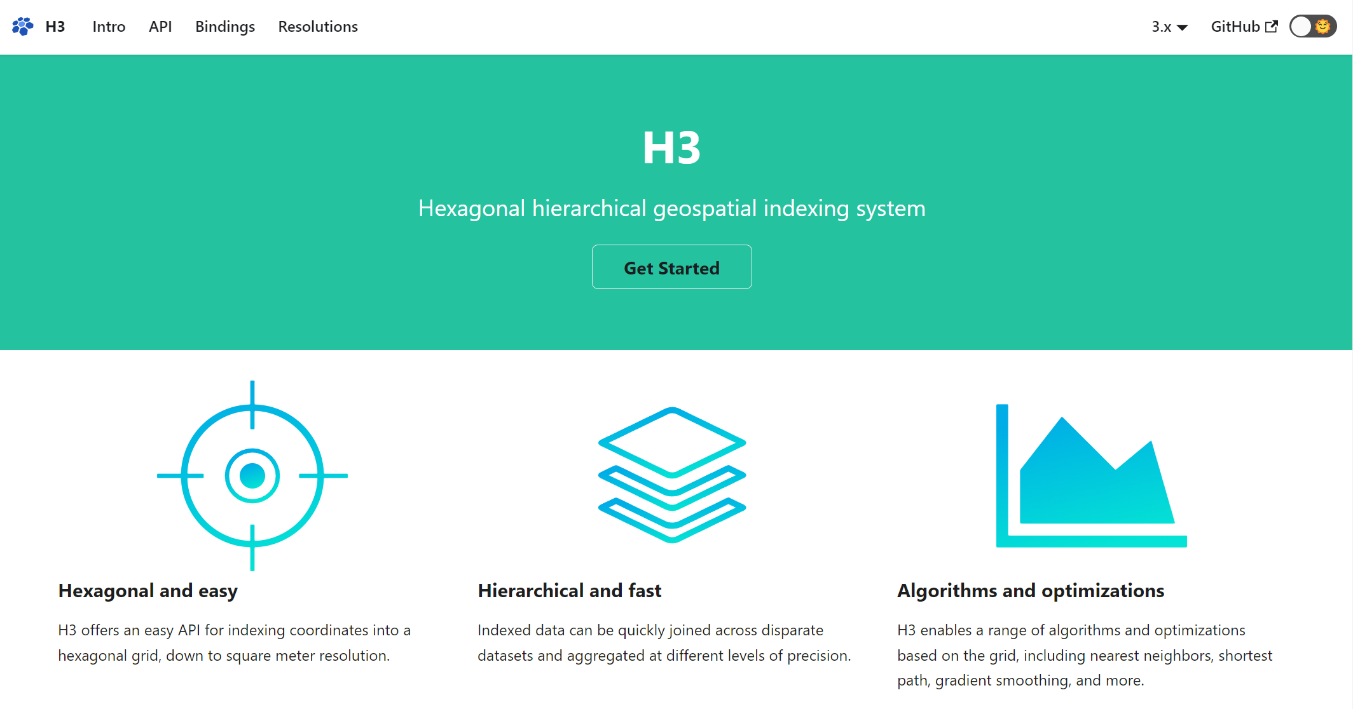 H3 Intro API Bindings Resolutions 3.x GitHub
H3
Hexagonal hierarchical geospatial indexing system
Get Started
Hexagonal and easy
H3 offers an easy API for indexing coordinates into a
hexagonal grid, down to square meter resolution.
Hierarchical and fast
Indexed data can be quickly joined across disparate
datasets and aggregated at different levels of precision.
Algorithms and optimizations
H3 enables a range of algorithms and optimizations
based on the grid, including nearest neighbors, shortest
path, gradient smoothing, and more.